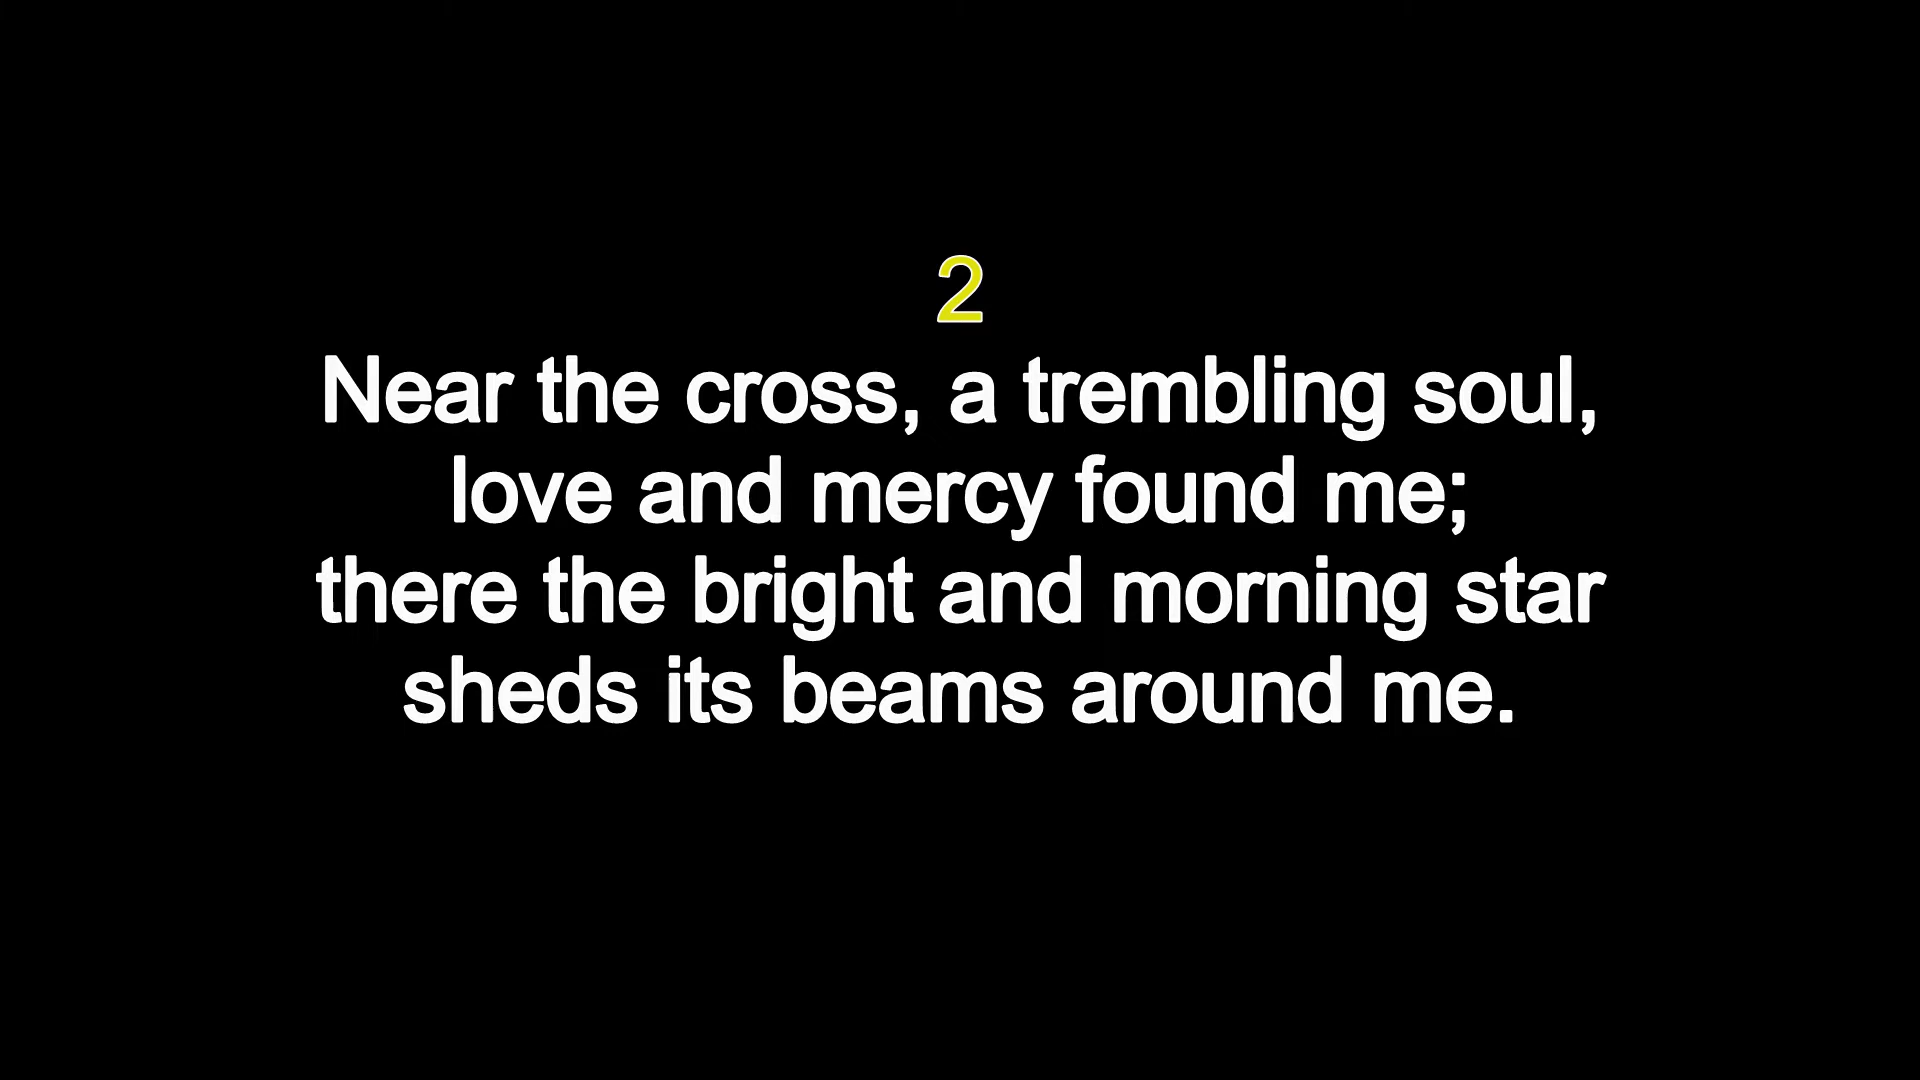 2
Near the cross, a trembling soul,
love and mercy found me;
there the bright and morning star
sheds its beams around me.